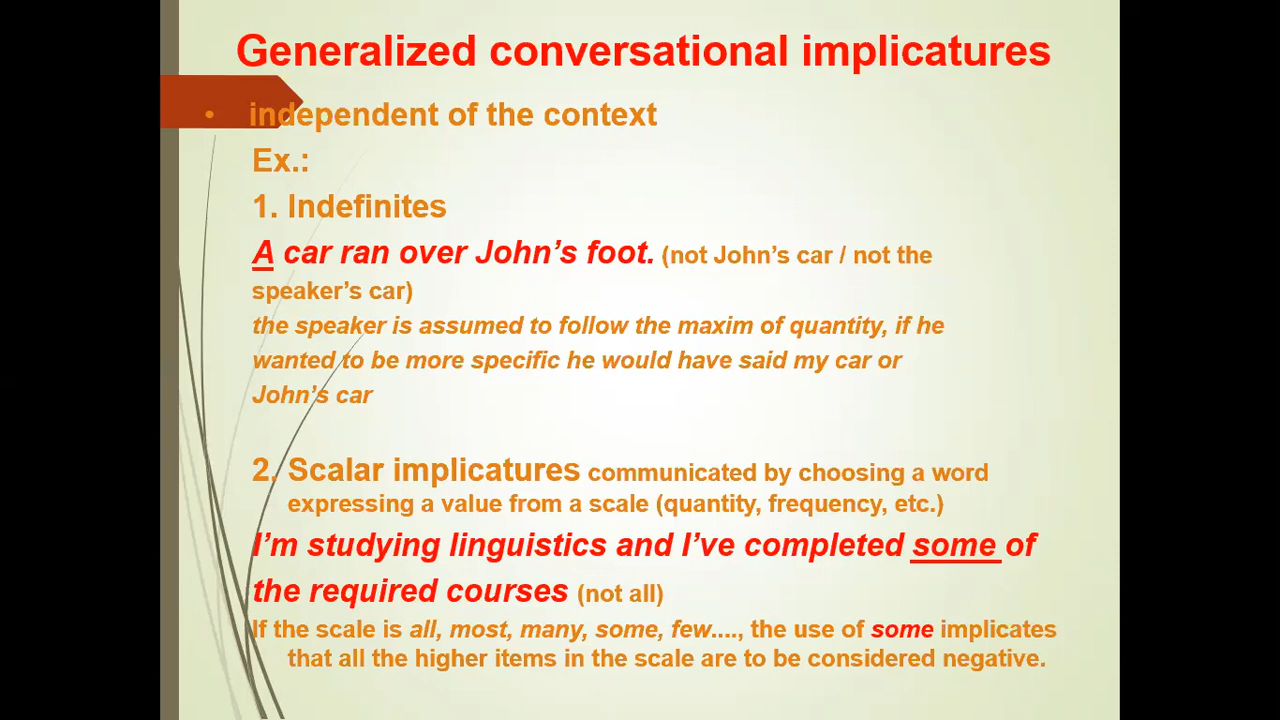 Generalized conversational implicatures
• independent of the context
Ex.:
1. Indefinites
A car ran over John’s foot. (not John’s car / not the
speaker’s car)
the speaker is assumed to follow the maxim of quantity, if he
wanted to be more specific he would have said my car or
John’s car
2. Scalar implicatures communicated by choosing a word
expressing a value from a scale (quantity, frequency, etc.)
I’m studying linguistics and I’ve completed some of
the required courses (not all)
If the scale is all, most, many, some, few…., the use of some implicates
that all the higher items in the scale are to be considered negative.